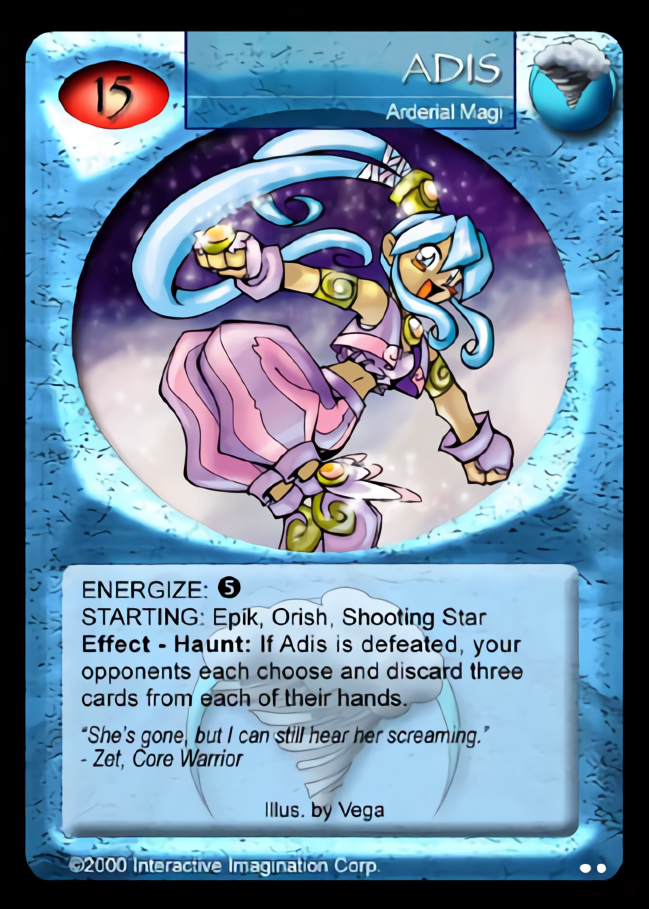 15
ADIS
Arderial Magi
ENERGIZE: 5
STARTING: Epik, Orish, Shooting Star
Effect - Haunt: If Adis is defeated, your
opponents each choose and discard three
cards from each of their hands.
"She's gone, but I can still hear her screaming."
- Zet, Core Warrior
Illus. by Vega
©2000 Interactive Imagination Corp.